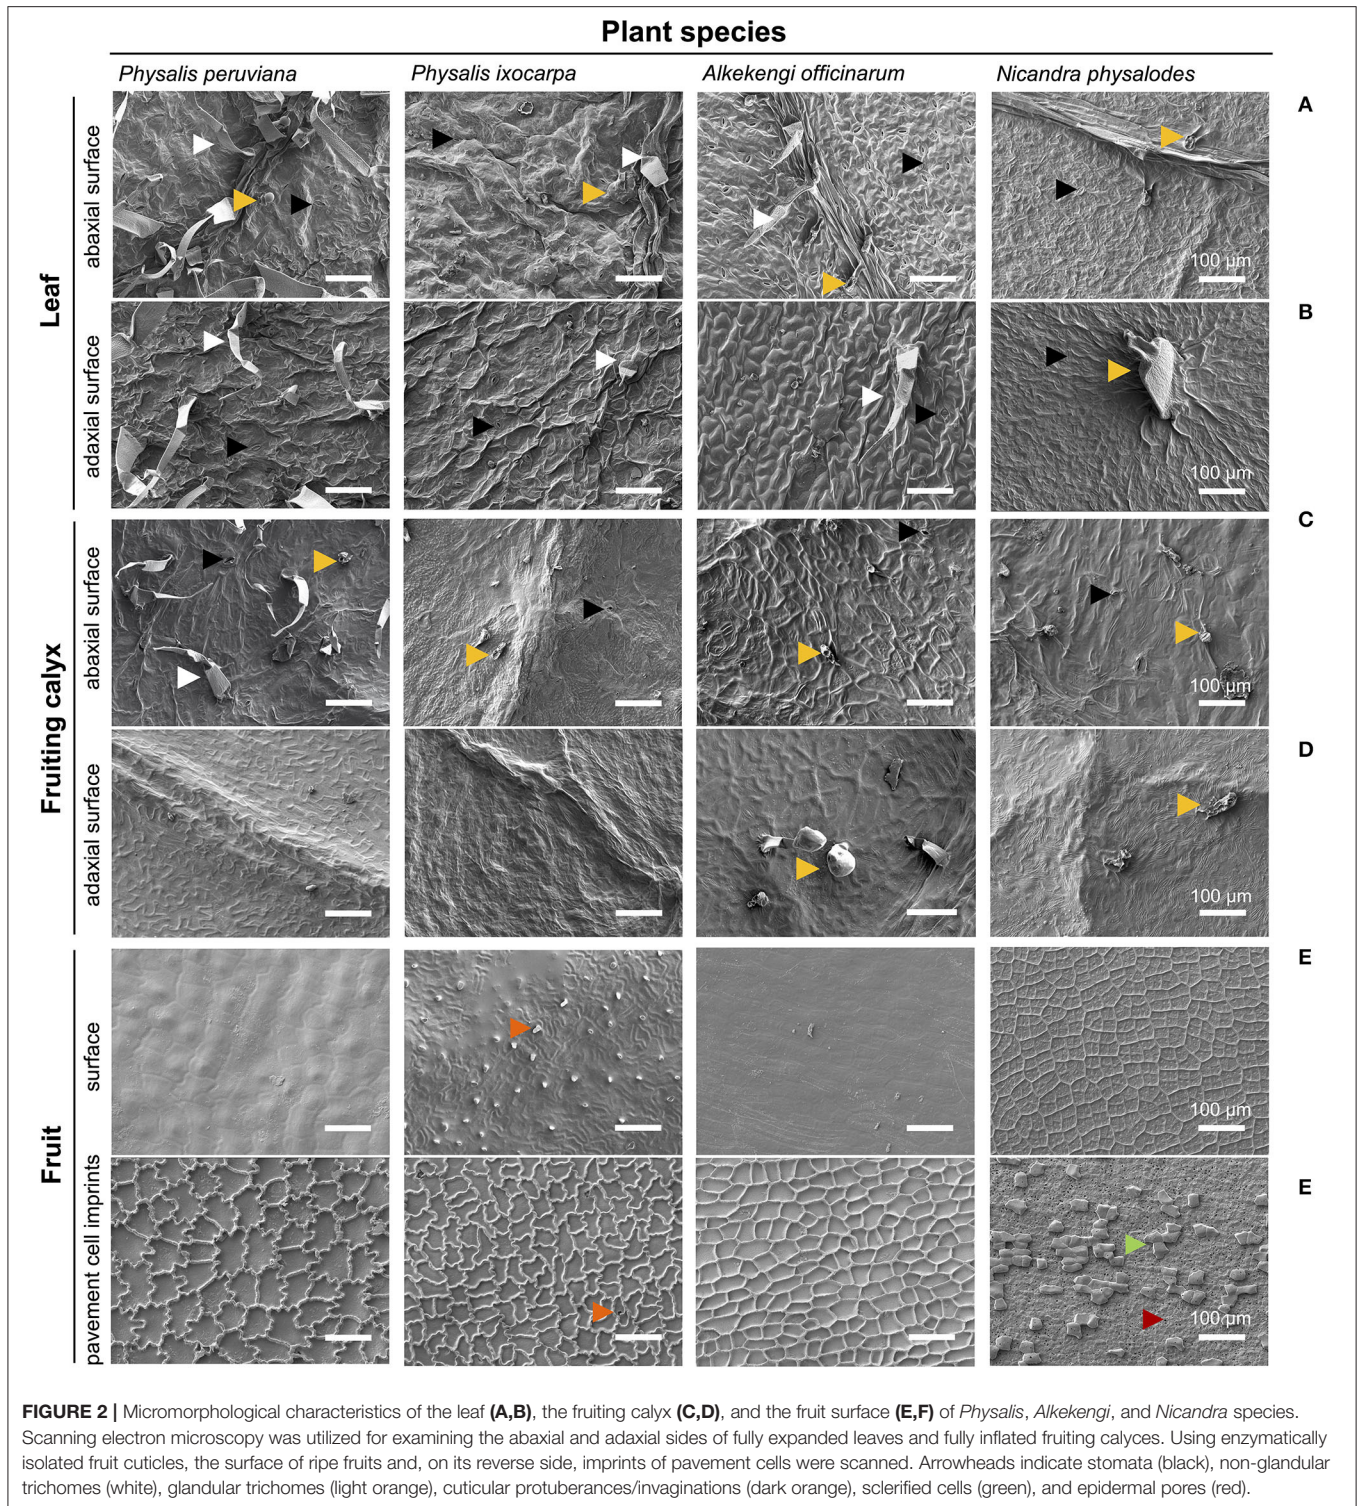 Plant species
Physalis peruviana
Physalis ixocarpa
Alkekengi officinarum
Nicandra physalodes
Leaf
abaxial surface
A
100 µm
adaxial surface
B
100 µm
Fruiting calyx
abaxial surface
C
100 µm
adaxial surface
D
100 µm
Fruit
surface
E
100 µm
pavement cell imprints
E
100 µm
FIGURE 2 | Micromorphological characteristics of the leaf (A,B), the fruiting calyx (C,D), and the fruit surface (E,F) of Physalis, Alkekengi, and Nicandra species.
Scanning electron microscopy was utilized for examining the abaxial and adaxial sides of fully expanded leaves and fully inflated fruiting calyces. Using enzymatically
isolated fruit cuticles, the surface of ripe fruits and, on its reverse side, imprints of pavement cells were scanned. Arrowheads indicate stomata (black), non-glandular
trichomes (white), glandular trichomes (light orange), cuticular protuberances/invaginations (dark orange), sclerified cells (green), and epidermal pores (red).